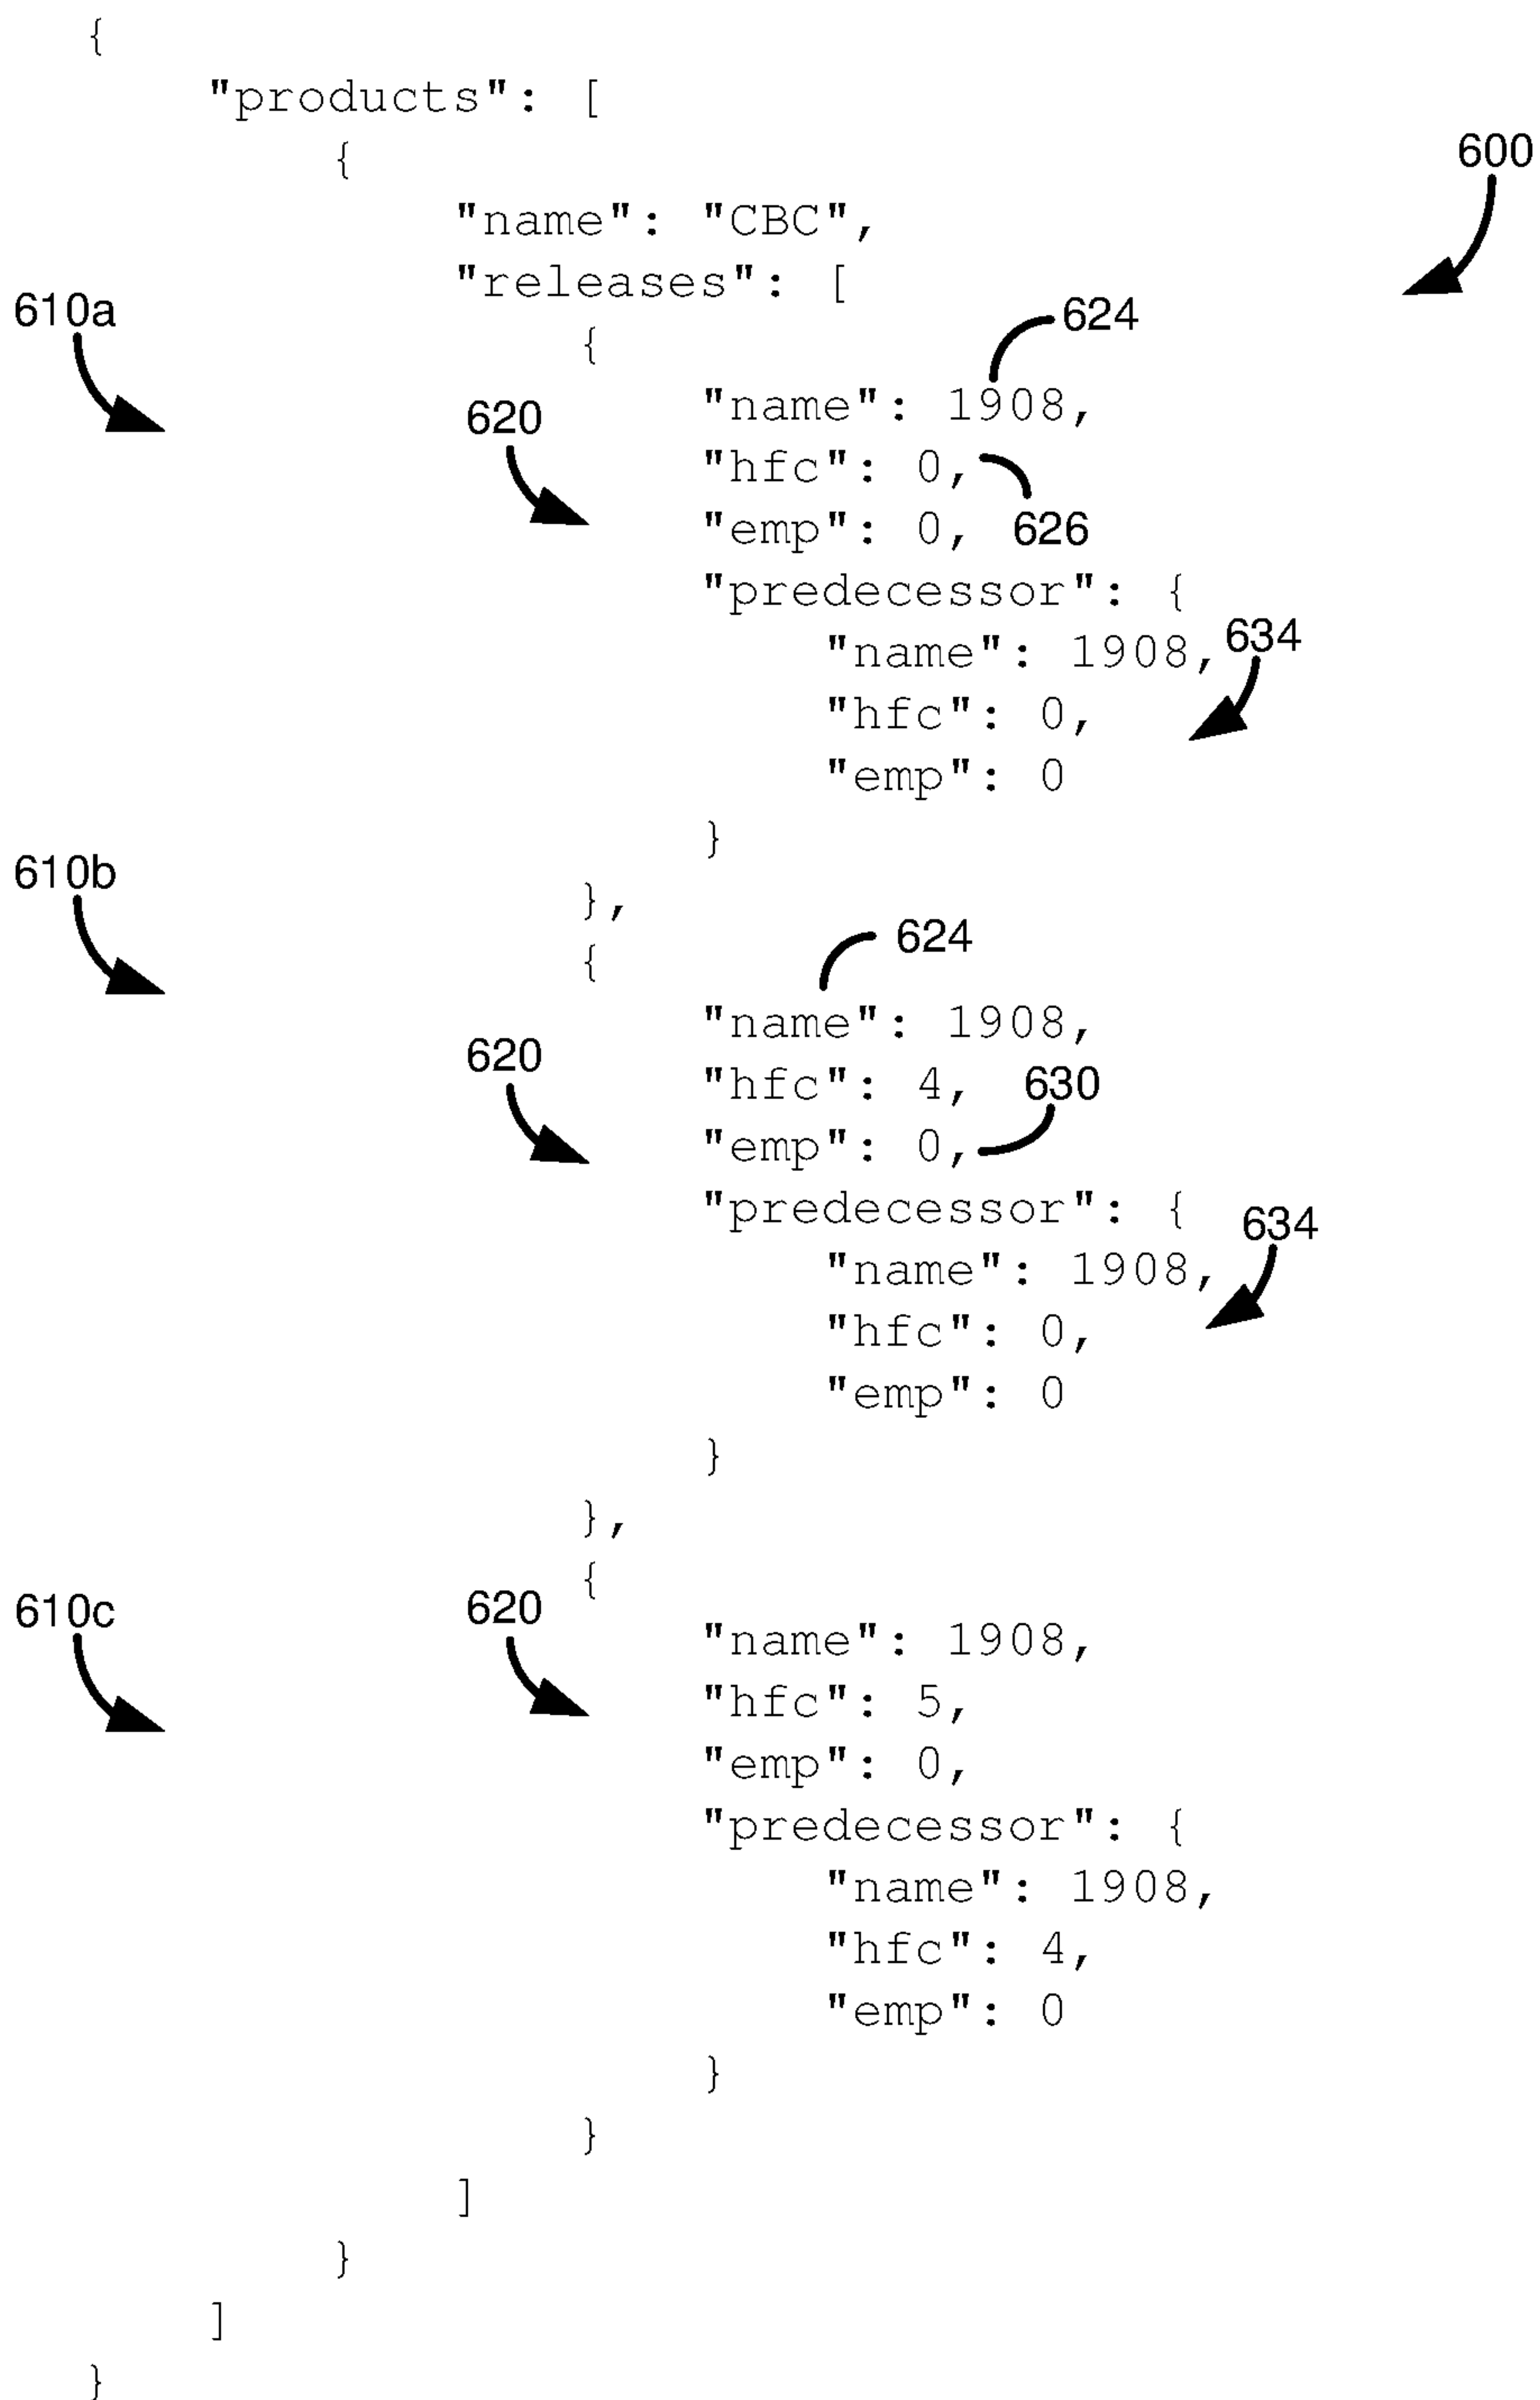 {
"products": [
{
600
"name": "CBC",
"releases": [
610a
624
{
"name": 1908,
620
"hfc": 0,
"emp": 0, 626
"predecessor": {
"name": 1908, 634
"hfc": 0,
"emp": 0
}
610b
},
624
{
"name": 1908,
620
"hfc": 4, 630
"emp": 0,
"predecessor": { 634
"name": 1908,
"hfc": 0,
"emp": 0
}
},
{
610c 620
"name": 1908,
"hfc": 5,
"emp": 0,
"predecessor": {
"name": 1908,
"hfc": 4,
"emp": 0
}
}
]
}
]
}